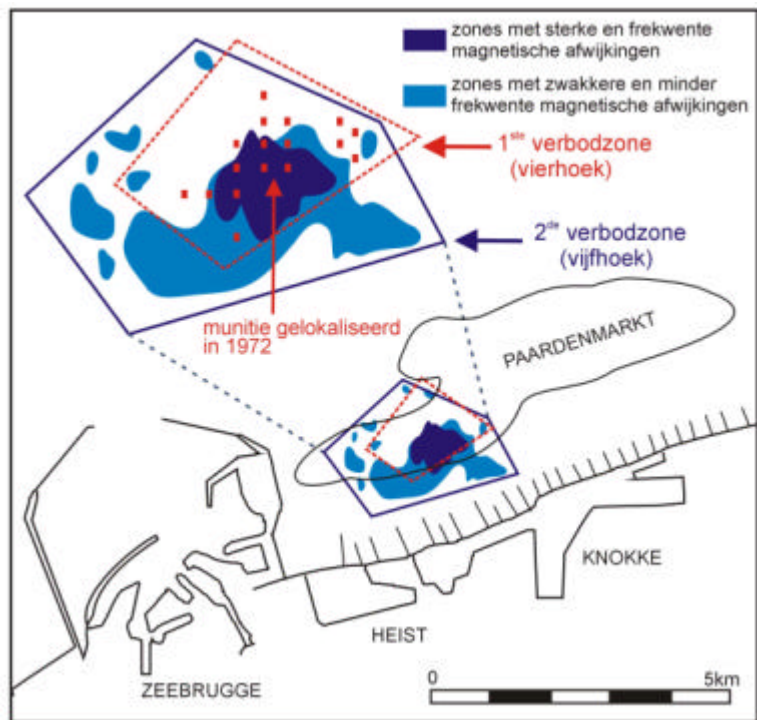 zones met sterke en frekwente
magnetische afwijkingen
zones met zwakkere en minder
frekwente magnetische afwijkingen
1ste verbodzone
(vierhoek)
2de verbodzone
(vijfhoek)
munitie gelokaliseerd
in 1972
PAARDENMARKT
KNOKKE
HEIST
ZEEBRUGGE
0 5km